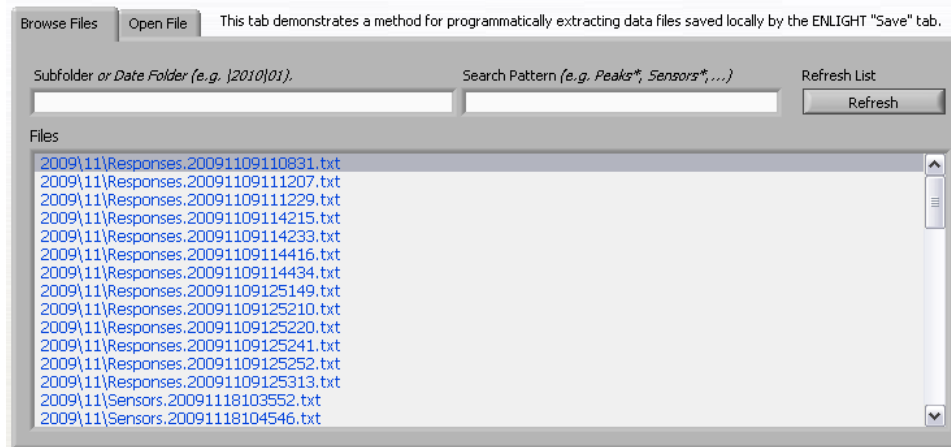 Browse Files
Open File
This tab demonstrates a method for programmatically extracting data files saved locally by the ENLIGHT "Save" tab.
Subfolder or Date Folder (e.g. \2010\01).
Search Pattern (e.g. Peaks*, Sensors*,...)
Refresh List
Refresh
Files
2009\11\Responses.20091109110831.txt
2009\11\Responses.20091109111207.txt
2009\11\Responses.20091109111229.txt
2009\11\Responses.20091109114215.txt
2009\11\Responses.20091109114233.txt
2009\11\Responses.20091109114416.txt
2009\11\Responses.20091109114434.txt
2009\11\Responses.20091109125149.txt
2009\11\Responses.20091109125210.txt
2009\11\Responses.20091109125220.txt
2009\11\Responses.20091109125241.txt
2009\11\Responses.20091109125252.txt
2009\11\Responses.20091109125313.txt
2009\11\Sensors.20091118103552.txt
2009\11\Sensors.20091118104546.txt